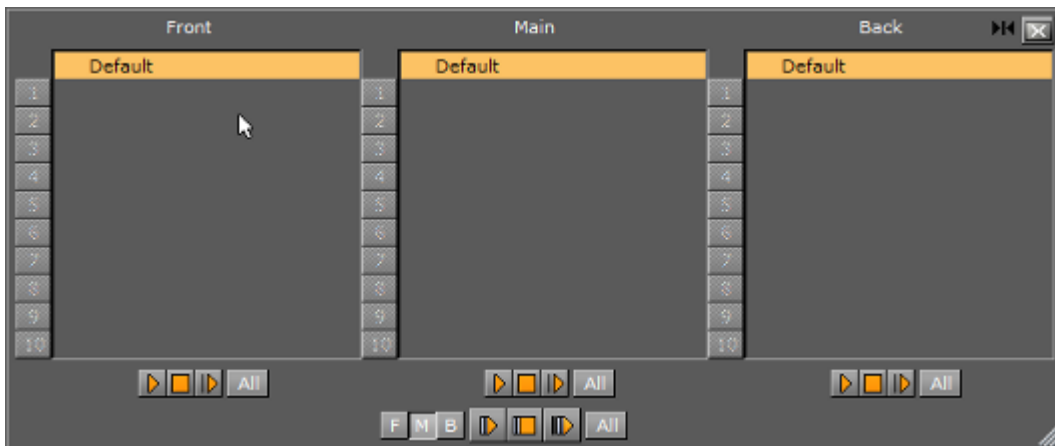 Front Main Back
Default Default Default
1 1 1
2 2 2
3 3 3
4 4 4
5 5 5
6 6 6
7 7 7
8 8 8
9 9 9
10 10 10
All All All
F M B All